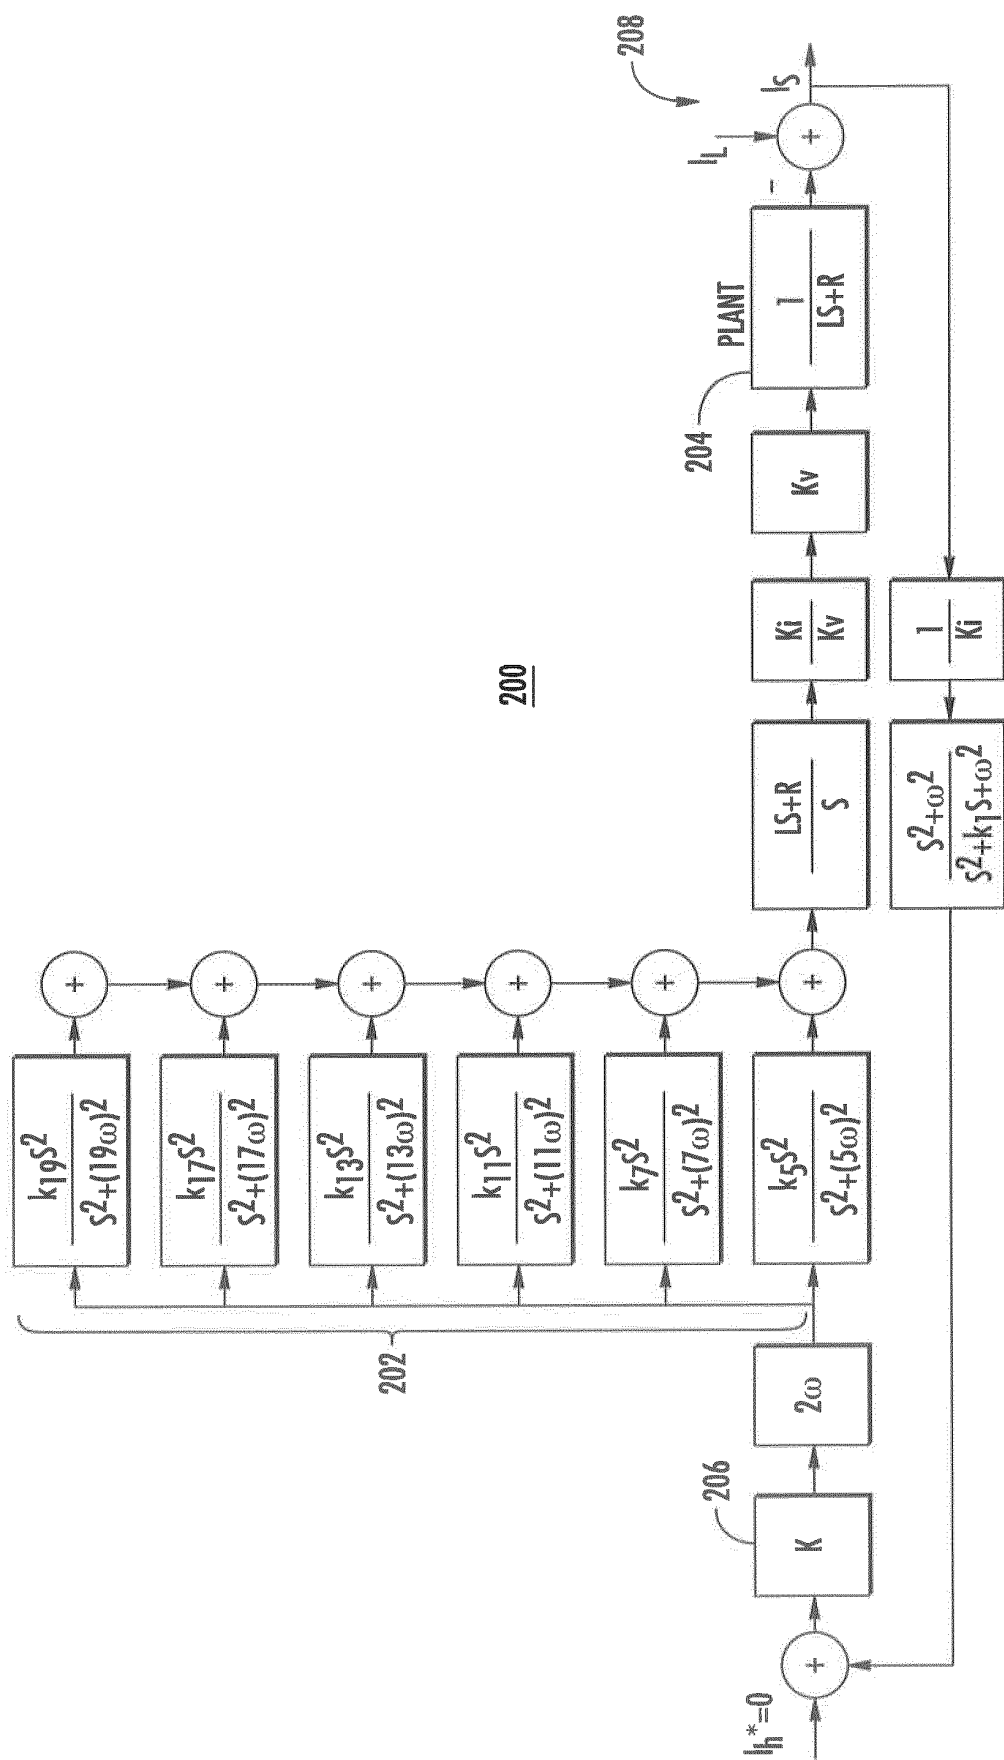 200
208
I_h*=0
K
206
2ω
202
k₁₉S²
S²+(19ω)²
k₁₇S²
S²+(17ω)²
k₁₃S²
S²+(13ω)²
k₁₁S²
S²+(11ω)²
k₇S²
S²+(7ω)²
k₅S²
S²+(5ω)²
+
+
+
+
+
+
+
LS+R
S
Ki
Kv
Kv
204
PLANT
1
LS+R
-
I_L
+
I_S
1
Ki
S²+ω²
S²+k₁S+ω²